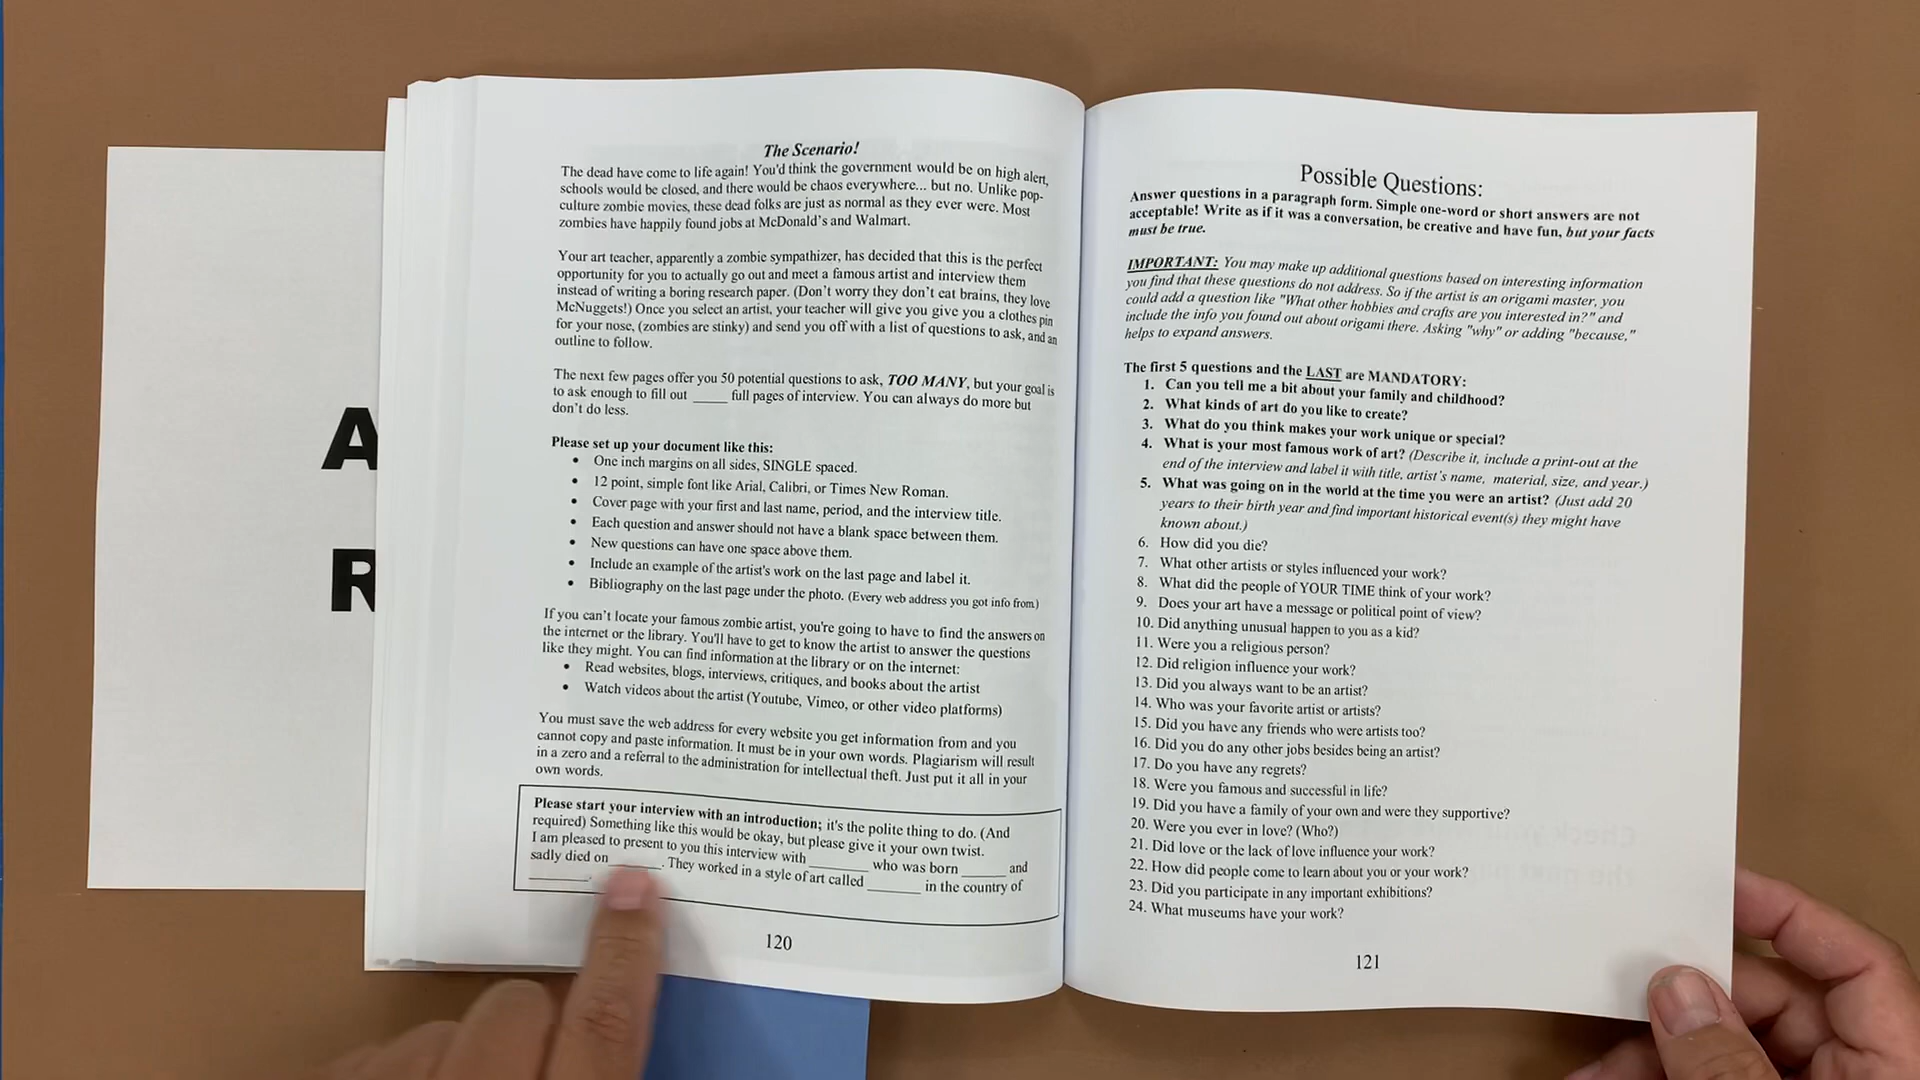 A
R
The Scenario!
The dead have come to life again! You'd think the government would be on high alert,
schools would be closed, and there would be chaos everywhere... but no. Unlike pop-
culture zombie movies, these dead folks are just as normal as they ever were. Most
zombies have happily found jobs at McDonald's and Walmart.
Your art teacher, apparently a zombie sympathizer, has decided that this is the perfect
opportunity for you to actually go out and meet a famous artist and interview them
instead of writing a boring research paper. (Don't worry they don't eat brains, they love
McNuggets!) Once you select an artist, your teacher will give you give you a clothes pin
for your nose, (zombies are stinky) and send you off with a list of questions to ask, and an
outline to follow.
The next few pages offer you 50 potential questions to ask, TOO MANY, but your goal is
to ask enough to fill out _____ full pages of interview. You can always do more but
don't do less.
Please set up your document like this:
• One inch margins on all sides, SINGLE spaced.
• 12 point, simple font like Arial, Calibri, or Times New Roman.
• Cover page with your first and last name, period, and the interview title.
• Each question and answer should not have a blank space between them.
• New questions can have one space above them.
• Include an example of the artist's work on the last page and label it.
• Bibliography on the last page under the photo. (Every web address you got info from)
If you can't locate your famous zombie artist, you're going to have to find the answers on
the internet or the library. You'll have to get to know the artist to answer the questions
like they might. You can find information at the library or on the internet:
• Read websites, blogs, interviews, critiques, and books about the artist
• Watch videos about the artist (Youtube, Vimeo, or other video platforms)
You must save the web address for every website you get information from and you
cannot copy and paste information. It must be in your own words. Plagiarism will result
in a zero and a referral to the administration for intellectual theft. Just put it all in your
own words.
Please start your interview with an introduction; it's the polite thing to do. (And
required) Something like this would be okay, but please give it your own twist.
I am pleased to present to you this interview with _______ who was born _____ and
sadly died on ______. They worked in a style of art called ______ in the country of
_______.
120
Possible Questions:
Answer questions in a paragraph form. Simple one-word or short answers are not
acceptable! Write as if it was a conversation, be creative and have fun, but your facts
must be true.
IMPORTANT: You may make up additional questions based on interesting information
you find that these questions do not address. So if the artist is an origami master, you
could add a question like "What other hobbies and crafts are you interested in?" and
include the info you found out about origami there. Asking "why" or adding "because,"
helps to expand answers.
The first 5 questions and the LAST are MANDATORY:
1. Can you tell me a bit about your family and childhood?
2. What kinds of art do you like to create?
3. What do you think makes your work unique or special?
4. What is your most famous work of art? (Describe it, include a print-out at the
end of the interview and label it with title, artist's name, material, size, and year.)
5. What was going on in the world at the time you were an artist? (Just add 20
years to their birth year and find important historical event(s) they might have
known about.)
6. How did you die?
7. What other artists or styles influenced your work?
8. What did the people of YOUR TIME think of your work?
9. Does your art have a message or political point of view?
10. Did anything unusual happen to you as a kid?
11. Were you a religious person?
12. Did religion influence your work?
13. Did you always want to be an artist?
14. Who was your favorite artist or artists?
15. Did you have any friends who were artists too?
16. Did you do any other jobs besides being an artist?
17. Do you have any regrets?
18. Were you famous and successful in life?
19. Did you have a family of your own and were they supportive?
20. Were you ever in love? (Who?)
21. Did love or the lack of love influence your work?
22. How did people come to learn about you or your work?
23. Did you participate in any important exhibitions?
24. What museums have your work?
121